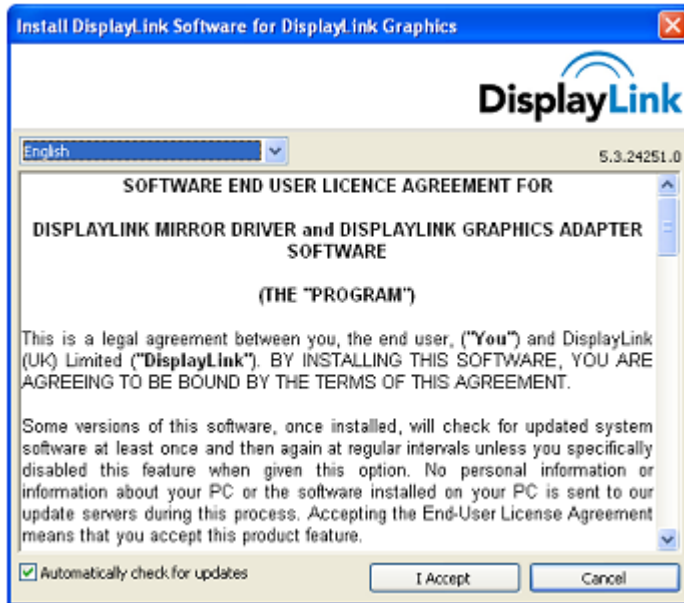 Install DisplayLink Software for DisplayLink Graphics
DisplayLink
English
5.3.24251.0
SOFTWARE END USER LICENCE AGREEMENT FOR
DISPLAYLINK MIRROR DRIVER and DISPLAYLINK GRAPHICS ADAPTER
SOFTWARE
(THE "PROGRAM")
This is a legal agreement between you, the end user, ("You") and DisplayLink
(UK) Limited ("DisplayLink"). BY INSTALLING THIS SOFTWARE, YOU ARE
AGREEING TO BE BOUND BY THE TERMS OF THIS AGREEMENT.
Some versions of this software, once installed, will check for updated system
software at least once and then again at regular intervals unless you specifically
disabled this feature when given this option. No personal information or
information about your PC or the software installed on your PC is sent to our
update servers during this process. Accepting the End-User License Agreement
means that you accept this product feature.
Automatically check for updates
I Accept
Cancel